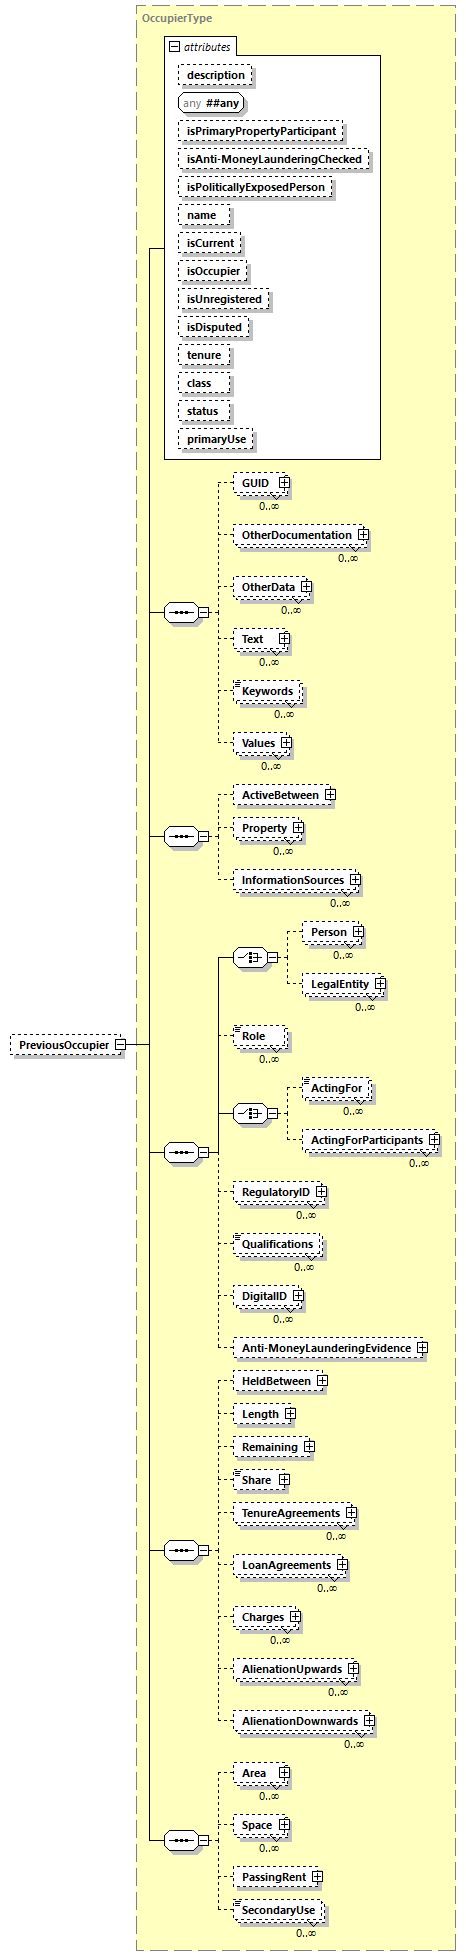 OccupierType
attributes
description
any ##any
isPrimaryPropertyParticipant
isAnti-MoneyLaunderingChecked
isPoliticallyExposedPerson
name
isCurrent
isOccupier
isUnregistered
isDisputed
tenure
class
status
primaryUse
GUID
0..∞
OtherDocumentation
0..∞
OtherData
0..∞
Text
0..∞
Keywords
0..∞
Values
0..∞
ActiveBetween
Property
0..∞
InformationSources
0..∞
Person
0..∞
LegalEntity
0..∞
Role
0..∞
PreviousOccupier
ActingFor
0..∞
ActingForParticipants
0..∞
RegulatoryID
0..∞
Qualifications
0..∞
DigitalID
0..∞
Anti-MoneyLaunderingEvidence
HeldBetween
Length
Remaining
Share
TenureAgreements
0..∞
LoanAgreements
0..∞
Charges
0..∞
AlienationUpwards
0..∞
AlienationDownwards
0..∞
Area
0..∞
Space
0..∞
PassingRent
SecondaryUse
0..∞